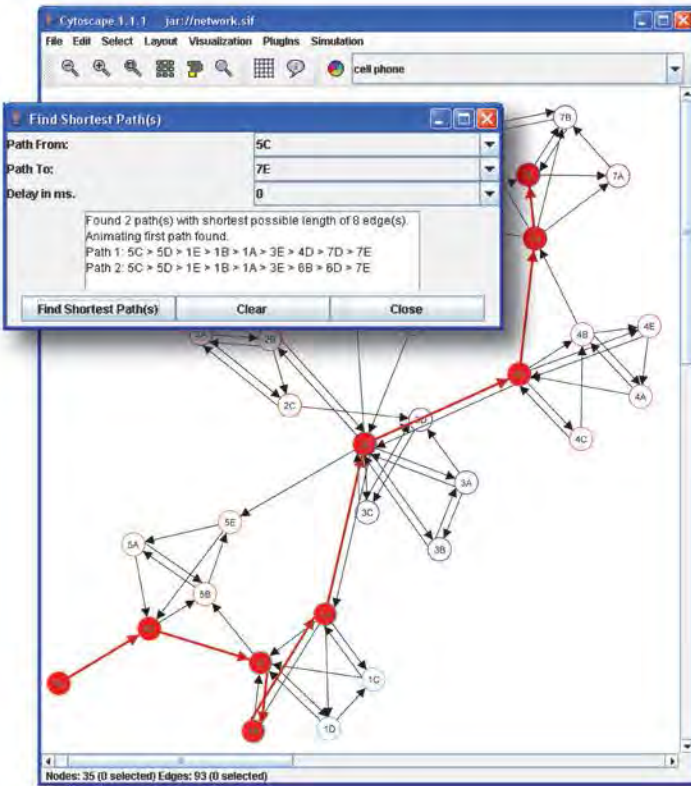 Cytoscape 1.1.1 jar://network.sif
File Edit Select Layout Visualization PlugIns Simulation
cell phone
Find Shortest Path(s)
Path From: 5C
Path To: 7E
Delay in ms. 0
Found 2 path(s) with shortest possible length of 8 edge(s).
Animating first path found.
Path 1: 5C > 5D > 1E > 1B > 1A > 3E > 4D > 7D > 7E
Path 2: 5C > 5D > 1E > 1B > 1A > 3E > 6B > 6D > 7E
Find Shortest Path(s) Clear Close
7B
7A
4B 4E
2B
4A
2C
3D
4C
3A
3C
5E
3B
5A
5B
1C
1D
Nodes: 35 (0 selected) Edges: 93 (0 selected)